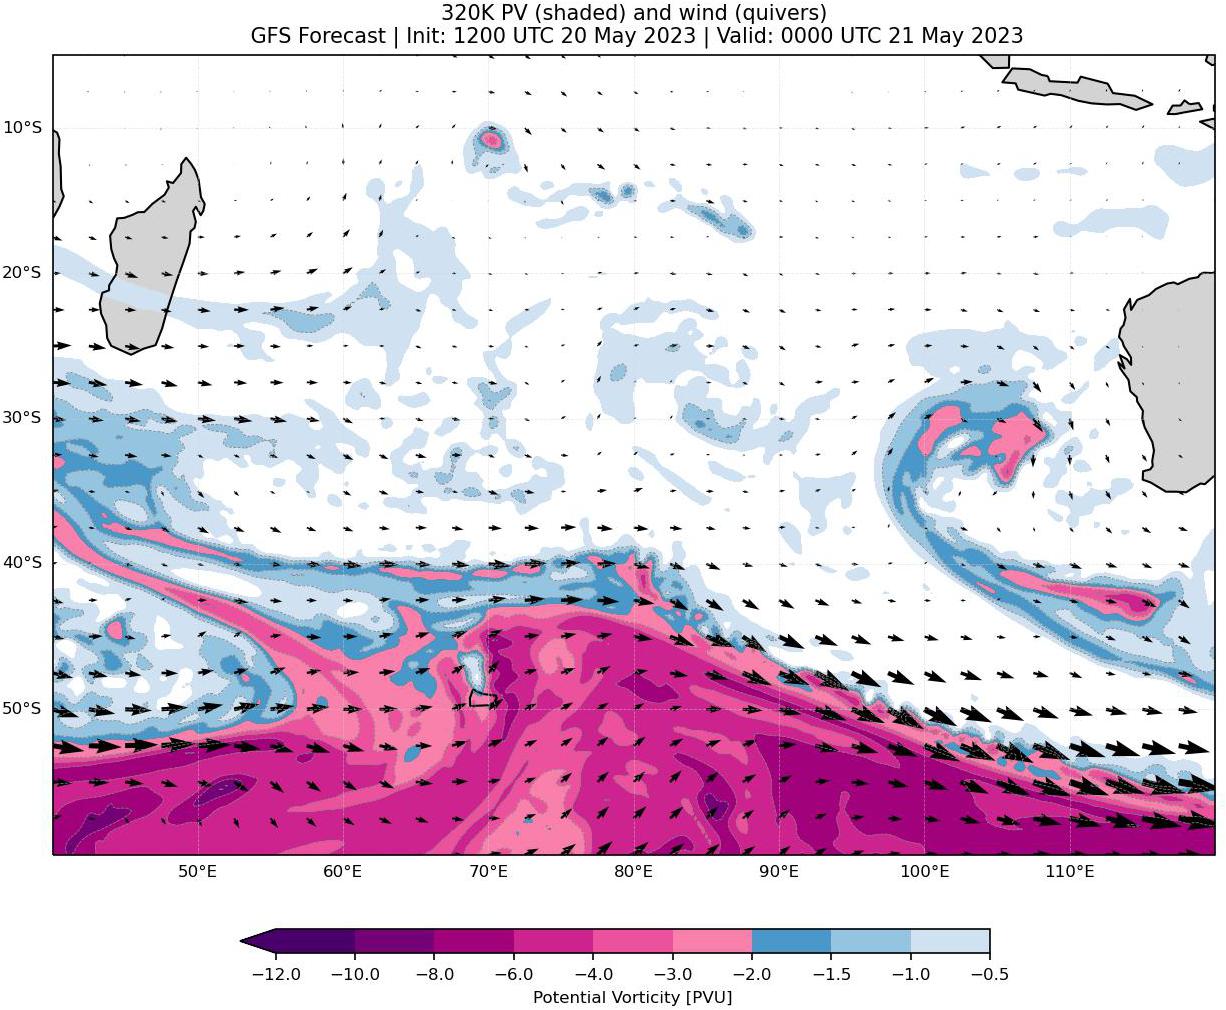 320K PV (shaded) and wind (quivers)
GFS Forecast | Init: 1200 UTC 20 May 2023 | Valid: 0000 UTC 21 May 2023
10°S
20°S
30°S
40°S
50°S
50°E 60°E 70°E 80°E 90°E 100°E 110°E
−12.0 −10.0 −8.0 −6.0 −4.0 −3.0 −2.0 −1.5 −1.0 −0.5
Potential Vorticity [PVU]